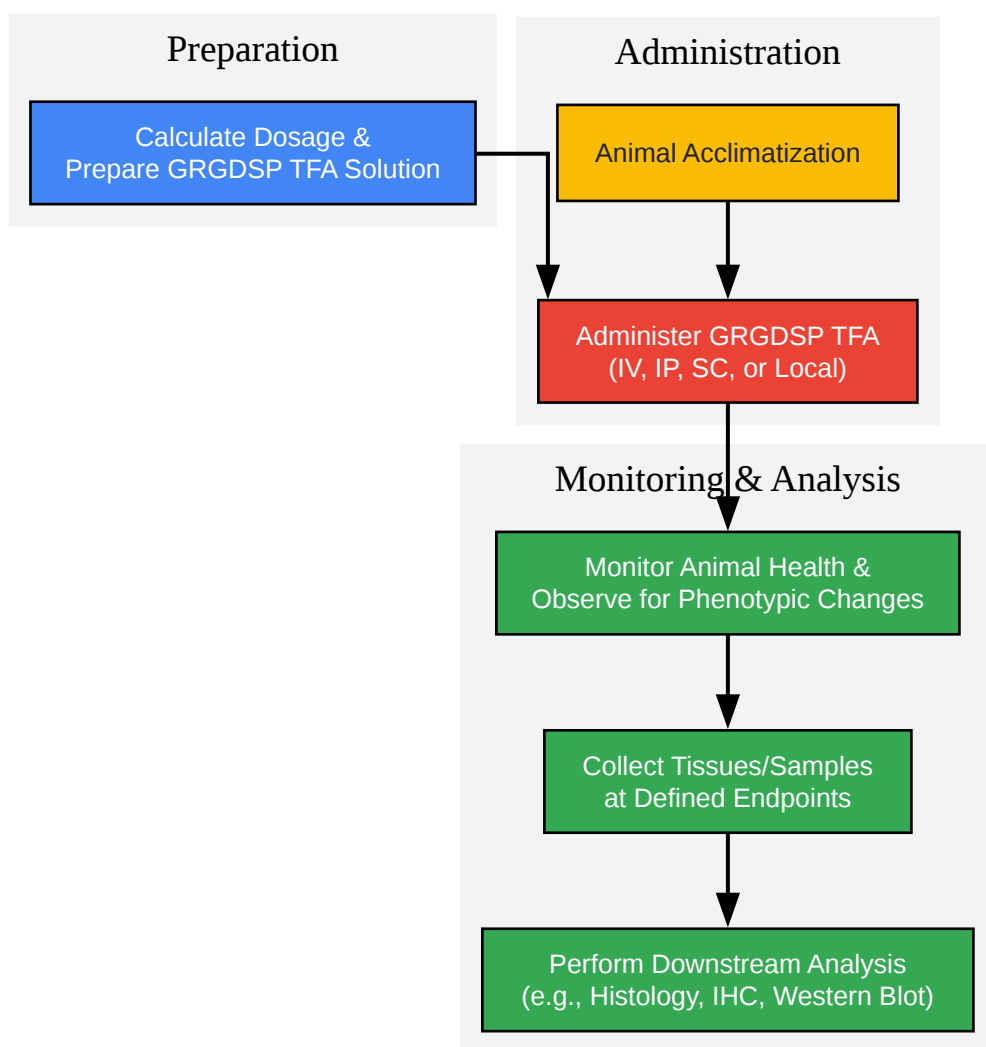 Preparation
Calculate Dosage &
Prepare GRGDSP TFA Solution
Administration
Animal Acclimatization
Administer GRGDSP TFA
(IV, IP, SC, or Local)
Monitoring & Analysis
Monitor Animal Health &
Observe for Phenotypic Changes
Collect Tissues/Samples
at Defined Endpoints
Perform Downstream Analysis
(e.g., Histology, IHC, Western Blot)